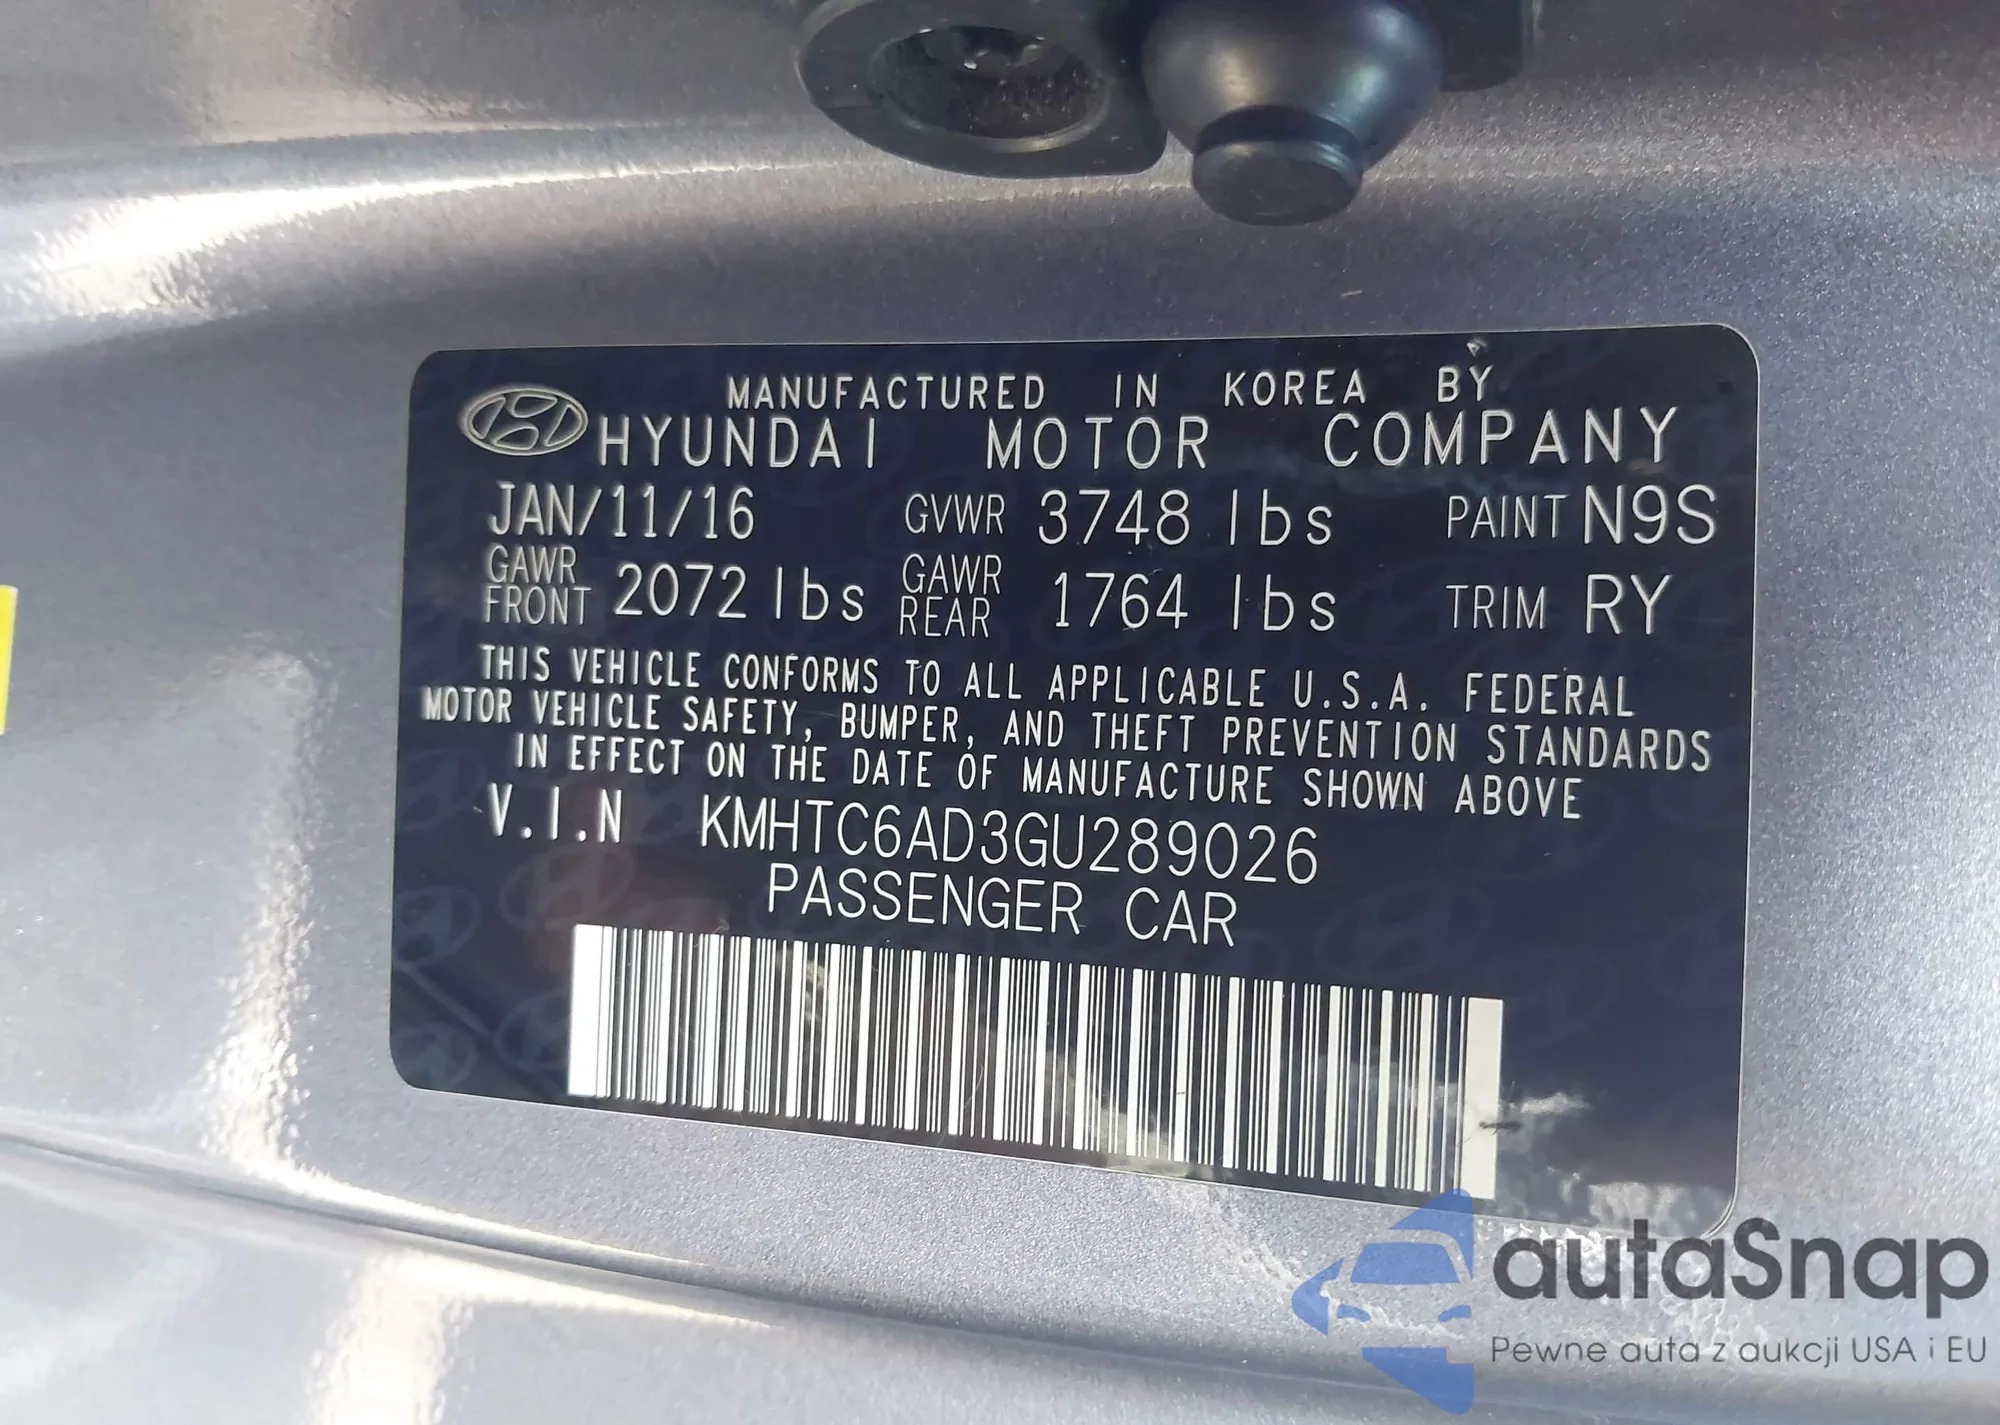 MANUFACTURED IN KOREA BY
HYUNDAI MOTOR COMPANY
JAN/11/16 GVWR 3748 lbs PAINT N9S
GAWR FRONT 2072 lbs GAWR REAR 1764 lbs TRIM RY
THIS VEHICLE CONFORMS TO ALL APPLICABLE U.S.A. FEDERAL
MOTOR VEHICLE SAFETY, BUMPER, AND THEFT PREVENTION STANDARDS
IN EFFECT ON THE DATE OF MANUFACTURE SHOWN ABOVE
V.I.N KMHTC6AD3GU289026
PASSENGER CAR
autaSnap
Pewne auta z aukcji USA i EU